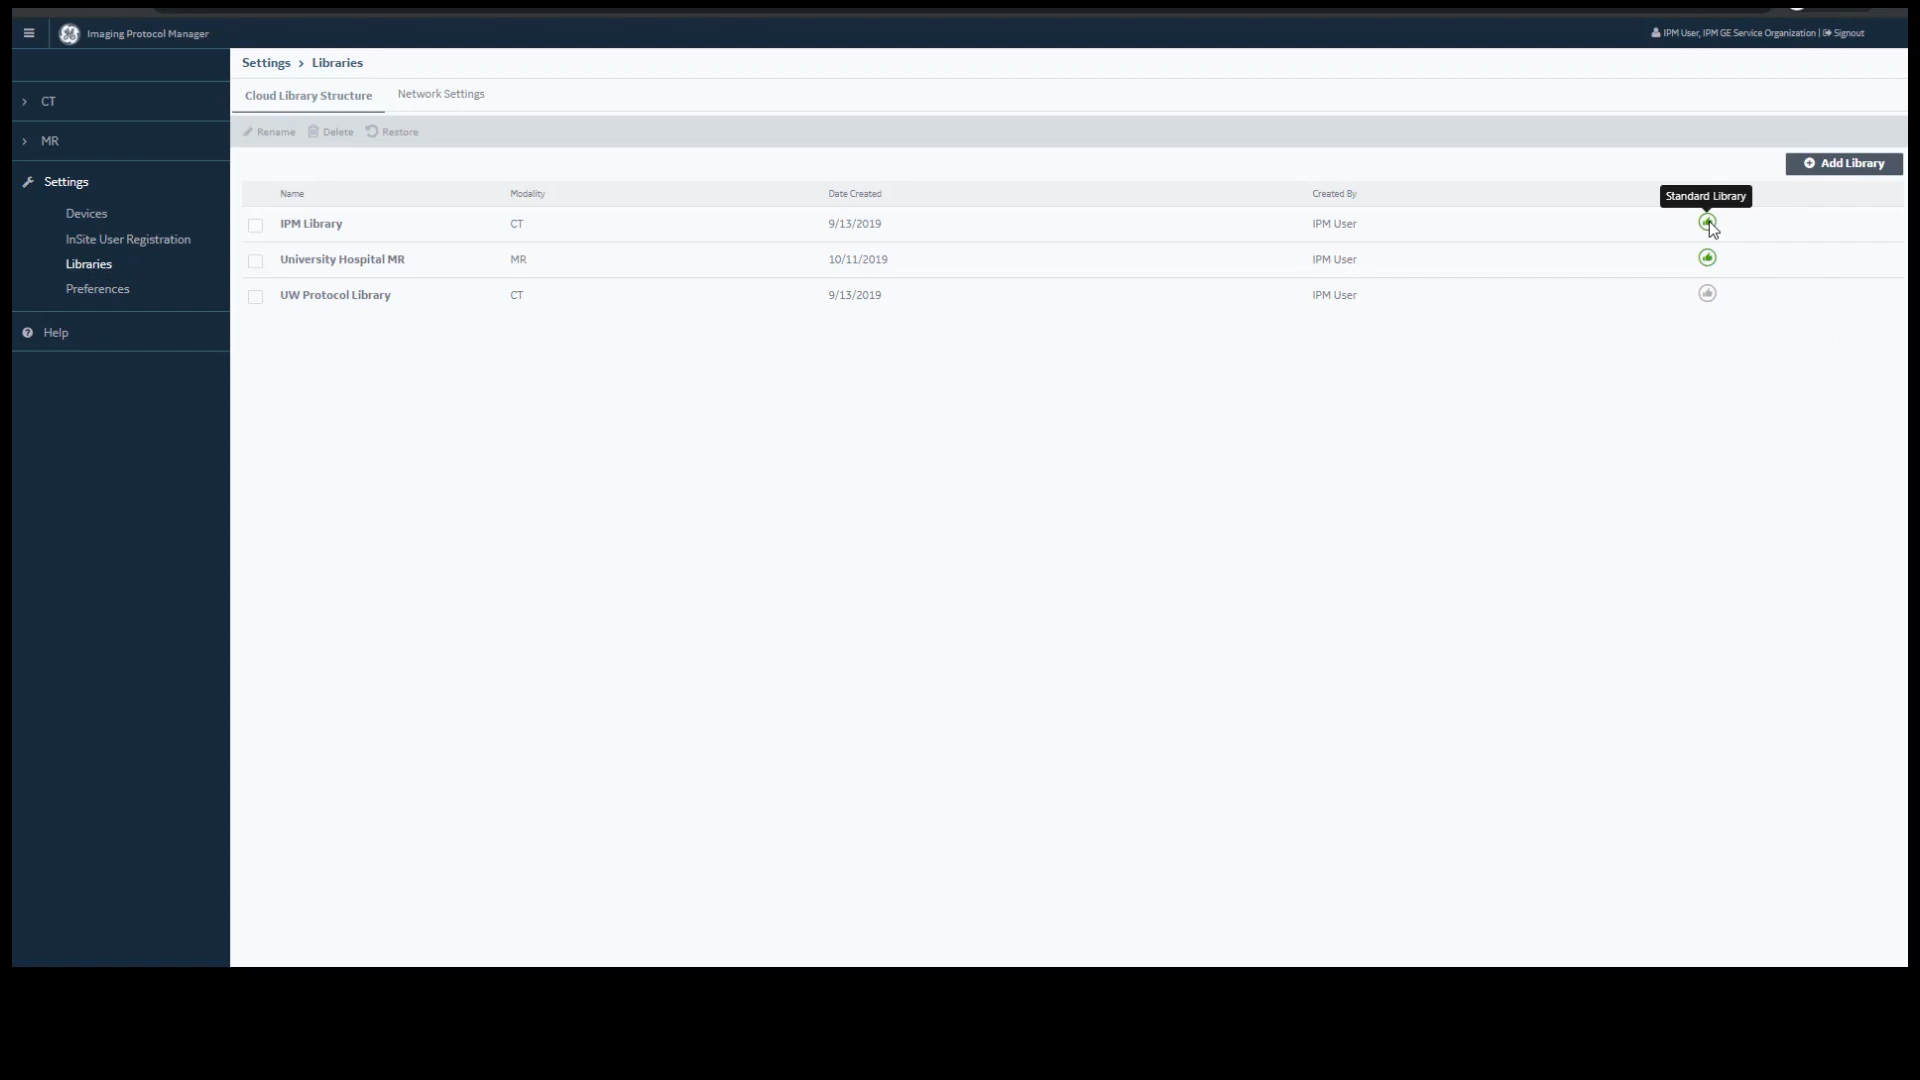 Imaging Protocol Manager
IPM User, IPM GE Service Organization | Signout
Settings > Libraries
Cloud Library Structure Network Settings
Rename Delete Restore
Add Library
CT
MR
Settings
Devices
InSite User Registration
Libraries
Preferences
Help
Name Modality Date Created Created By
Standard Library
IPM Library CT 9/13/2019 IPM User
University Hospital MR MR 10/11/2019 IPM User
UW Protocol Library CT 9/13/2019 IPM User